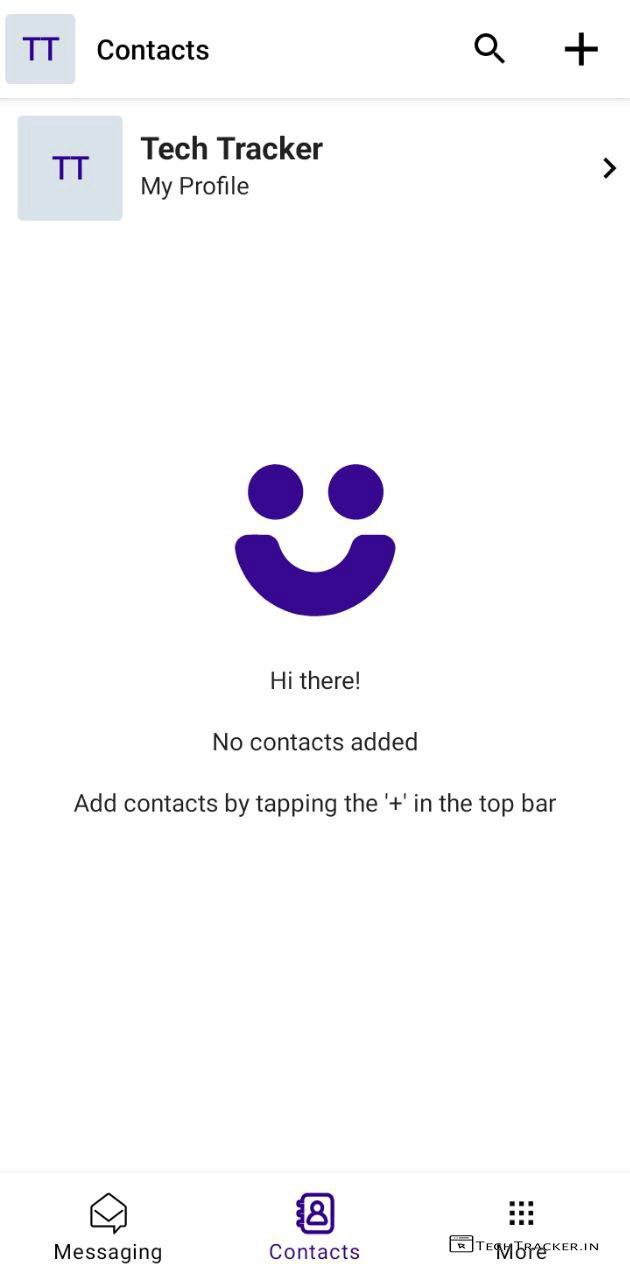 TT Contacts
TT
Tech Tracker
My Profile
Hi there!
No contacts added
Add contacts by tapping the '+' in the top bar
Messaging Contacts More
TechTracker.in